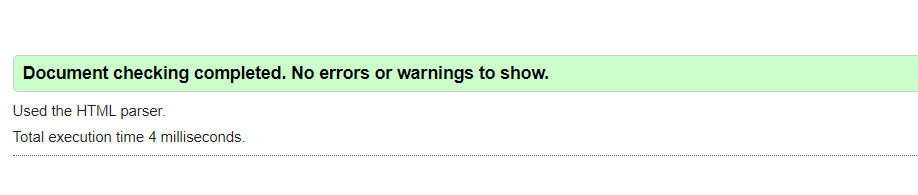 Document checking completed. No errors or warnings to show.
Used the HTML parser.
Total execution time 4 milliseconds.